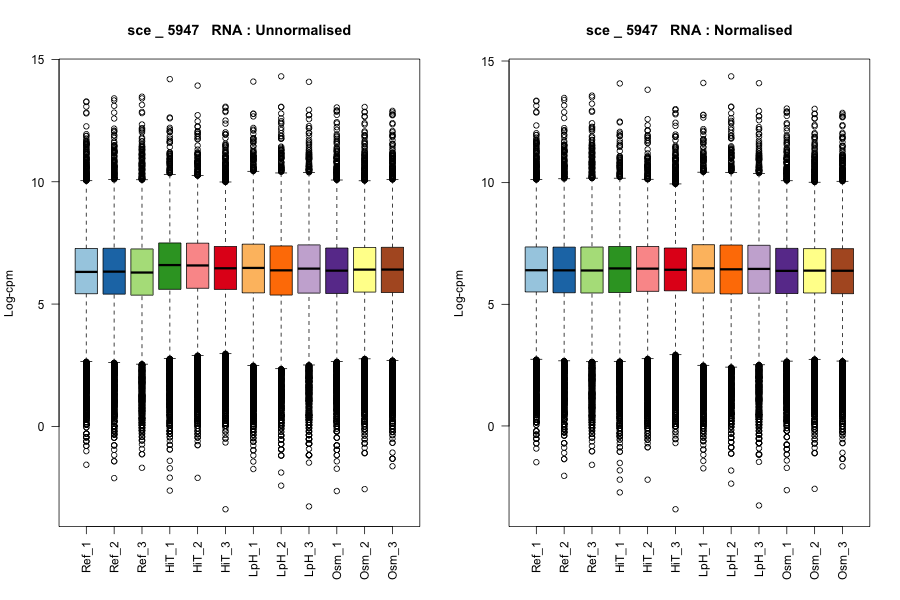 sce _ 5947   RNA : Unnormalised
Log-cpm
15
10
5
0
Ref_1
Ref_2
Ref_3
HiT_1
HiT_2
HiT_3
LpH_1
LpH_2
LpH_3
Osm_1
Osm_2
Osm_3
sce _ 5947   RNA : Normalised
Log-cpm
15
10
5
0
Ref_1
Ref_2
Ref_3
HiT_1
HiT_2
HiT_3
LpH_1
LpH_2
LpH_3
Osm_1
Osm_2
Osm_3